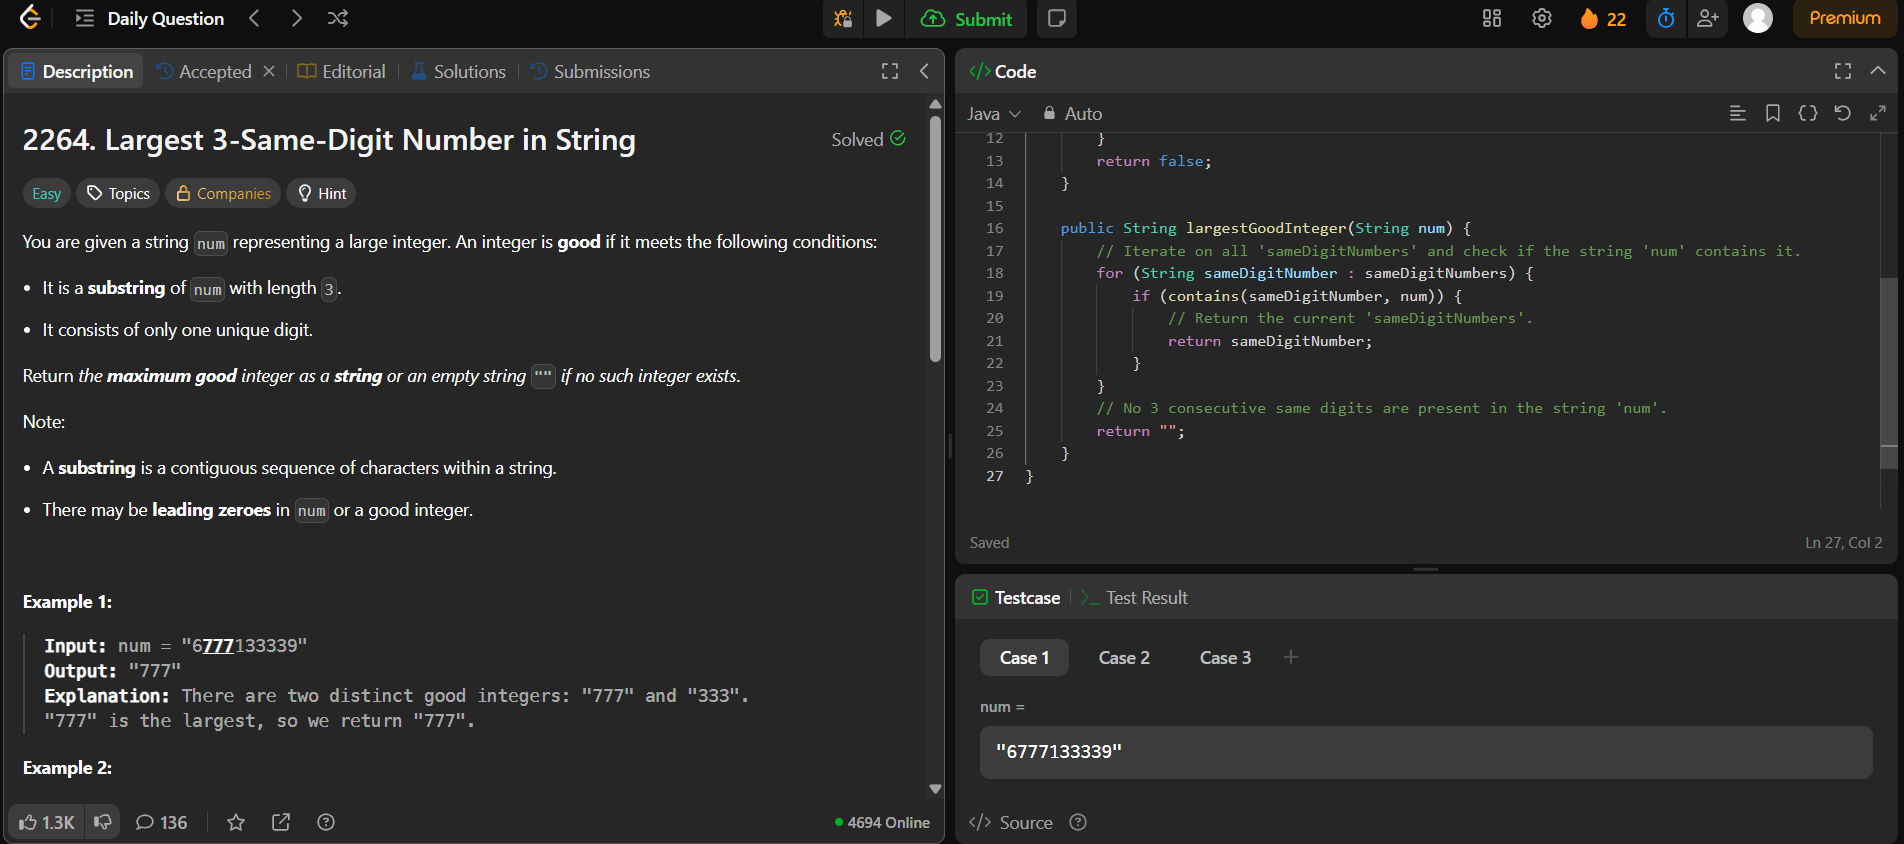 Daily Question
Submit
22
Premium
Description
Accepted
Editorial
Solutions
Submissions
2264. Largest 3-Same-Digit Number in String
Solved
Easy
Topics
Companies
Hint
You are given a string num representing a large integer. An integer is good if it meets the following conditions:
• It is a substring of num with length 3.
• It consists of only one unique digit.
Return the maximum good integer as a string or an empty string "" if no such integer exists.
Note:
• A substring is a contiguous sequence of characters within a string.
• There may be leading zeroes in num or a good integer.
Example 1:
Input: num = "6777133339"
Output: "777"
Explanation: There are two distinct good integers: "777" and "333".
"777" is the largest, so we return "777".
Example 2:
1.3K
136
4694 Online
</> Code
Java
Auto
12 }
13 return false;
14 }
15
16 public String largestGoodInteger(String num) {
17 // Iterate on all 'sameDigitNumbers' and check if the string 'num' contains it.
18 for (String sameDigitNumber : sameDigitNumbers) {
19 if (contains(sameDigitNumber, num)) {
20 // Return the current 'sameDigitNumbers'.
21 return sameDigitNumber;
22 }
23 }
24 // No 3 consecutive same digits are present in the string 'num'.
25 return "";
26 }
27 }
Saved
Ln 27, Col 2
Testcase
>_ Test Result
Case 1
Case 2
Case 3
+
num =
"6777133339"
</> Source